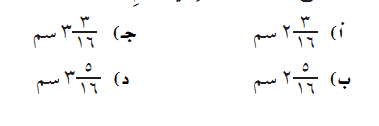 أ) ٢ ٣/١٦ سم ج) ٣ ٣/١٦ سم
ب) ٢ ٥/١٦ سم د) ٣ ٥/١٦ سم